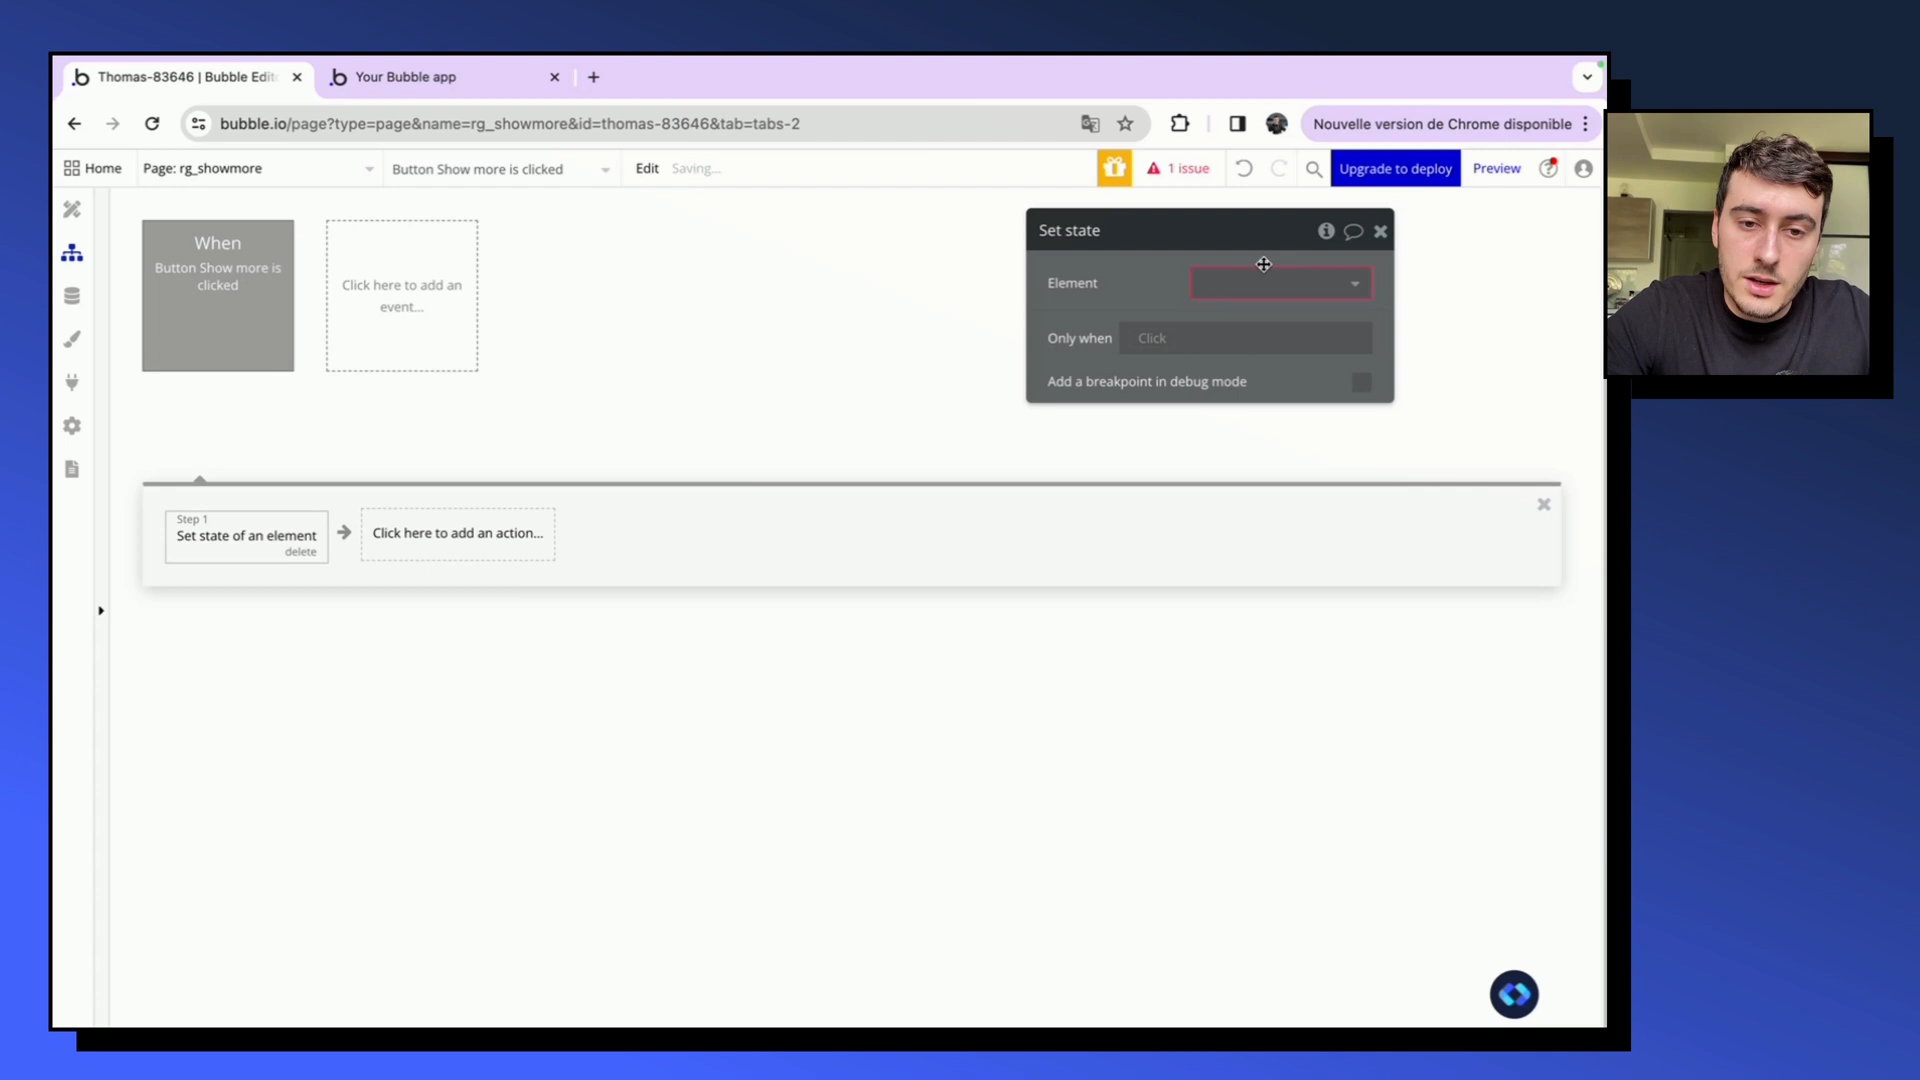 Thomas-83646 | Bubble Edit
Your Bubble app
bubble.io/page?type=page&name=rg_showmore&id=thomas-83646&tab=tabs-2
Nouvelle version de Chrome disponible
Home
Page: rg_showmore
Button Show more is clicked
Edit
Saving...
1 issue
Upgrade to deploy
Preview
When
Button Show more is
clicked
Click here to add an
event...
Set state
Element
Only when
Click
Add a breakpoint in debug mode
Step 1
Set state of an element
delete
Click here to add an action...